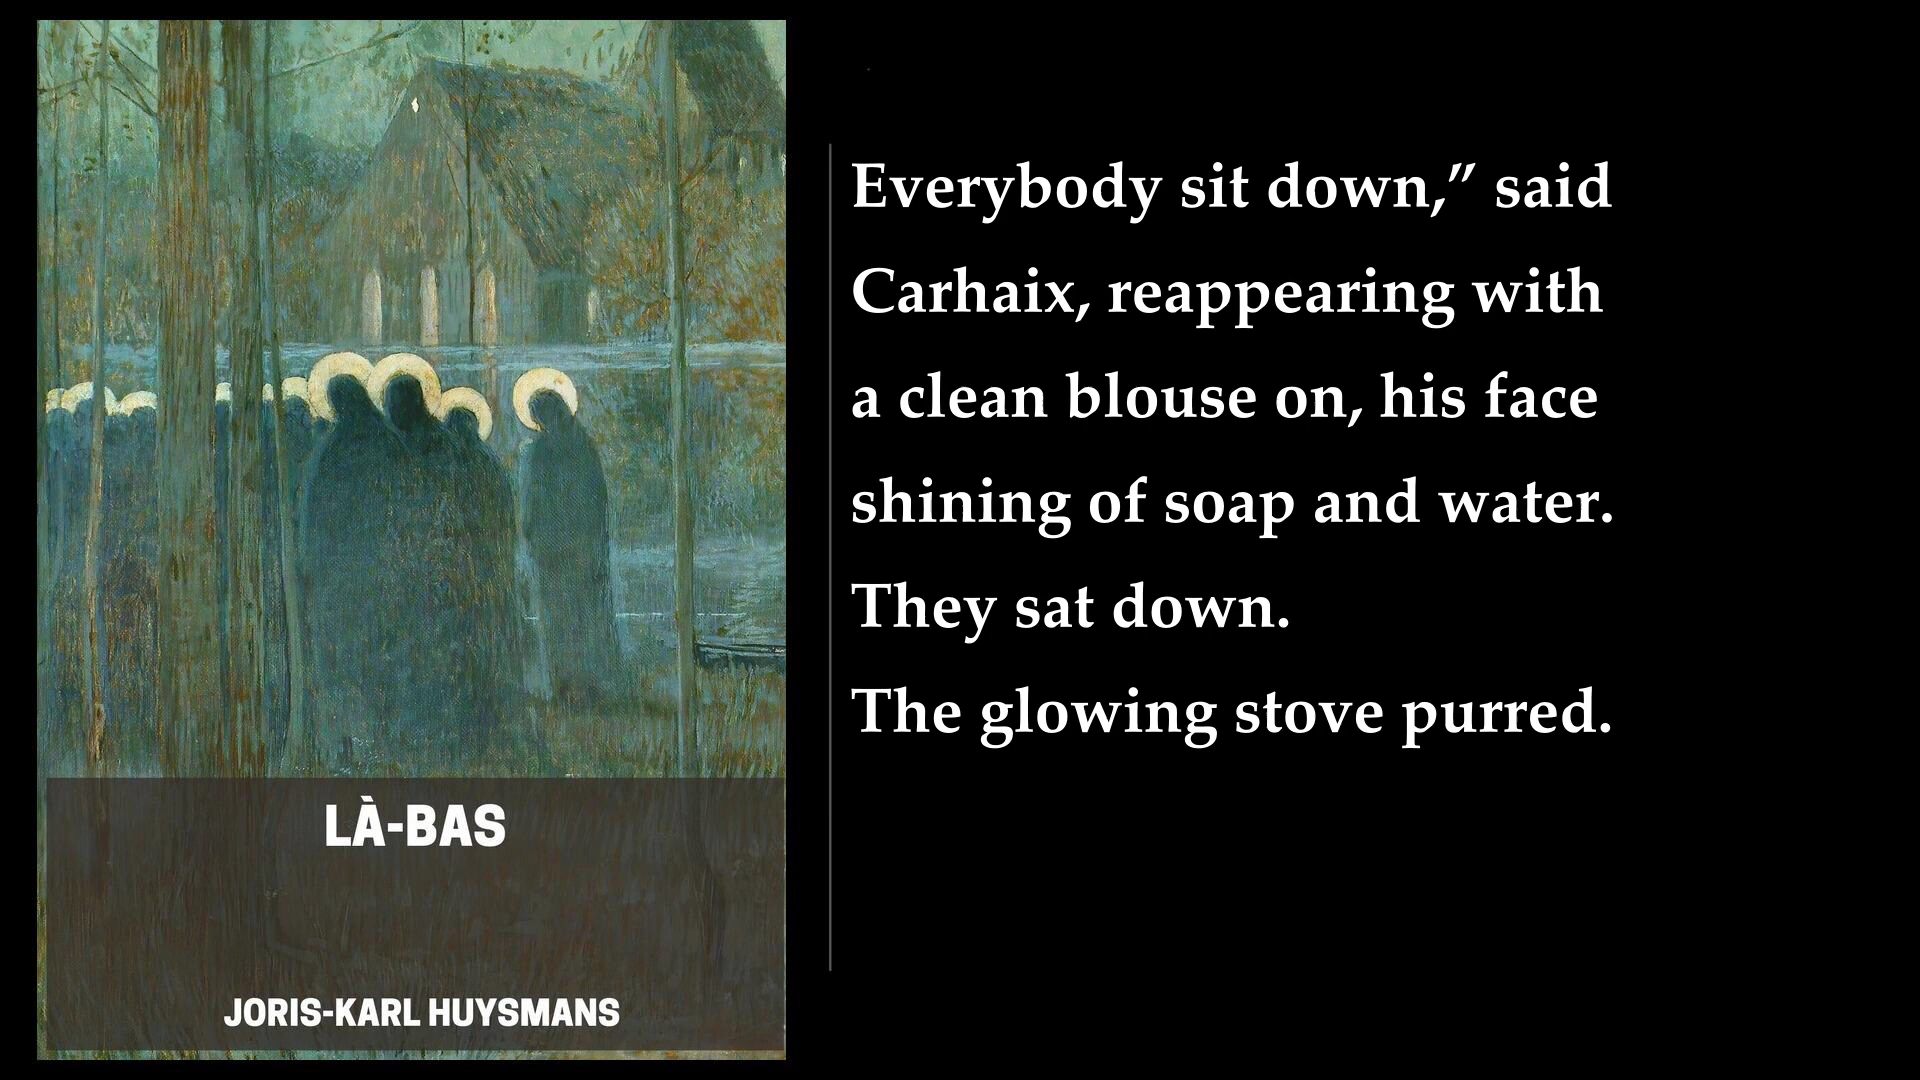 LÀ-BAS
JORIS-KARL HUYSMANS
Everybody sit down,” said
Carhaix, reappearing with
a clean blouse on, his face
shining of soap and water.
They sat down.
The glowing stove purred.